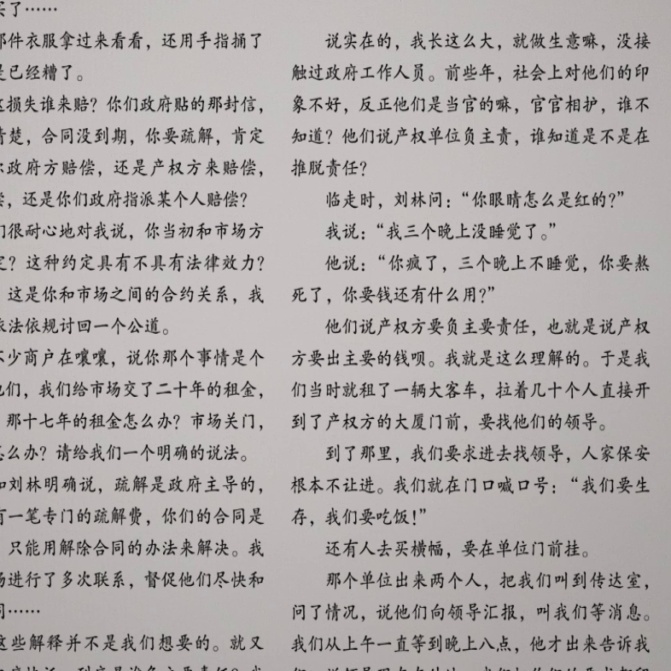 买了……
那件衣服拿过来看看，还用手指捅了
是已经糟了。
这损失谁来赔？你们政府贴的那封信，
清楚，合同没到期，你要疏解，肯定
你政府方赔偿，还是产权方来赔偿，
尝，还是你们政府指派某个人赔偿？
们很耐心地对我说，你当初和市场方
定？这种约定具有不具有法律效力？
，这是你和市场之间的合约关系，我
依法依规讨回一个公道。
不少商户在嚷嚷，说你那个事情是个
他们，我们给市场交了二十年的租金，
，那十七年的租金怎么办？市场关门，
怎么办？请给我们一个明确的说法。
和刘林明确说，疏解是政府主导的，
有一笔专门的疏解费，你们的合同是
，只能用解除合同的办法来解决。我
场进行了多次联系，督促他们尽快和
司……
这些解释并不是我们想要的。就又
说实在的，我长这么大，就做生意嘛，没接
触过政府工作人员。前些年，社会上对他们的印
象不好，反正他们是当官的嘛，官官相护，谁不
知道？他们说产权单位负主责，谁知道是不是在
推脱责任？
临走时，刘林问：“你眼睛怎么是红的？”
我说：“我三个晚上没睡觉了。”
他说：“你疯了，三个晚上不睡觉，你要熬
死了，你要钱还有什么用？”
他们说产权方要负主要责任，也就是说产权
方要出主要的钱呗。我就是这么理解的。于是我
们当时就租了一辆大客车，拉着几十个人直接开
到了产权方的大厦门前，要找他们的领导。
到了那里，我们要求进去找领导，人家保安
根本不让进。我们就在门口喊口号：“我们要生
存，我们要吃饭！”
还有人去买横幅，要在单位门前挂。
那个单位出来两个人，把我们叫到传达室，
问了情况，说他们向领导汇报，叫我们等消息。
我们从上午一直等到晚上八点，他才出来告诉我